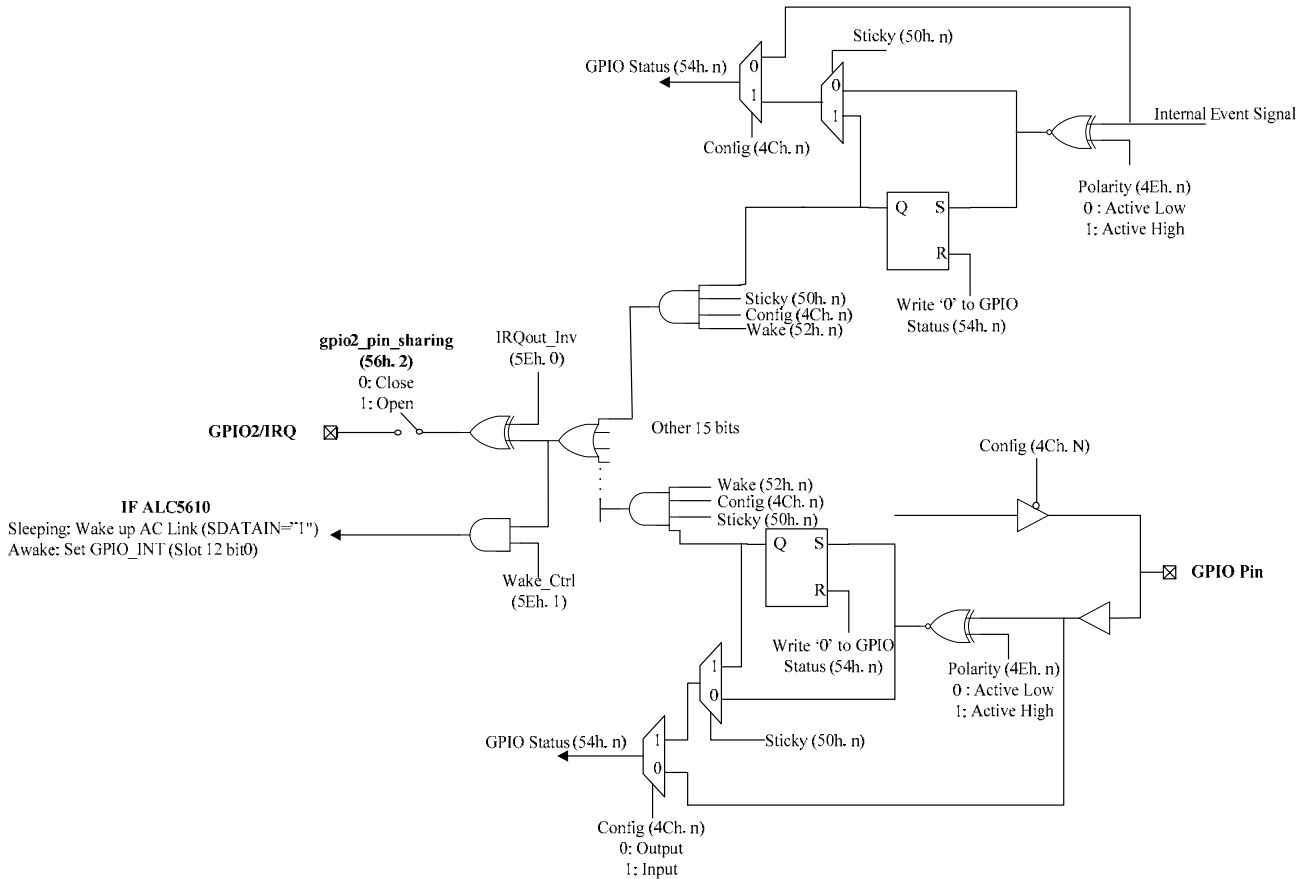 Sticky (50h. n)
GPIO Status (54h. n)
0
1
0
1
Internal Event Signal
Config (4Ch. n)
Polarity (4Eh. n)
0 : Active Low
1: Active High
Q
S
R
Write ‘0’ to GPIO
Status (54h. n)
Sticky (50h. n)
Config (4Ch. n)
Wake (52h. n)
gpio2_pin_sharing
(56h. 2)
0: Close
1: Open
IRQout_Inv
(5Eh. 0)
GPIO2/IRQ
Other 15 bits
Config (4Ch. N)
Wake (52h. n)
Config (4Ch. n)
Sticky (50h. n)
IF ALC5610
Sleeping: Wake up AC Link (SDATAIN=”1")
Awake: Set GPIO_INT (Slot 12 bit0)
Wake_Ctrl
(5Eh. 1)
Q
S
R
GPIO Pin
Write ‘0’ to GPIO
Status (54h. n)
Polarity (4Eh. n)
0 : Active Low
1: Active High
1
0
Sticky (50h. n)
GPIO Status (54h. n)
1
0
Config (4Ch. n)
0: Output
1: Input